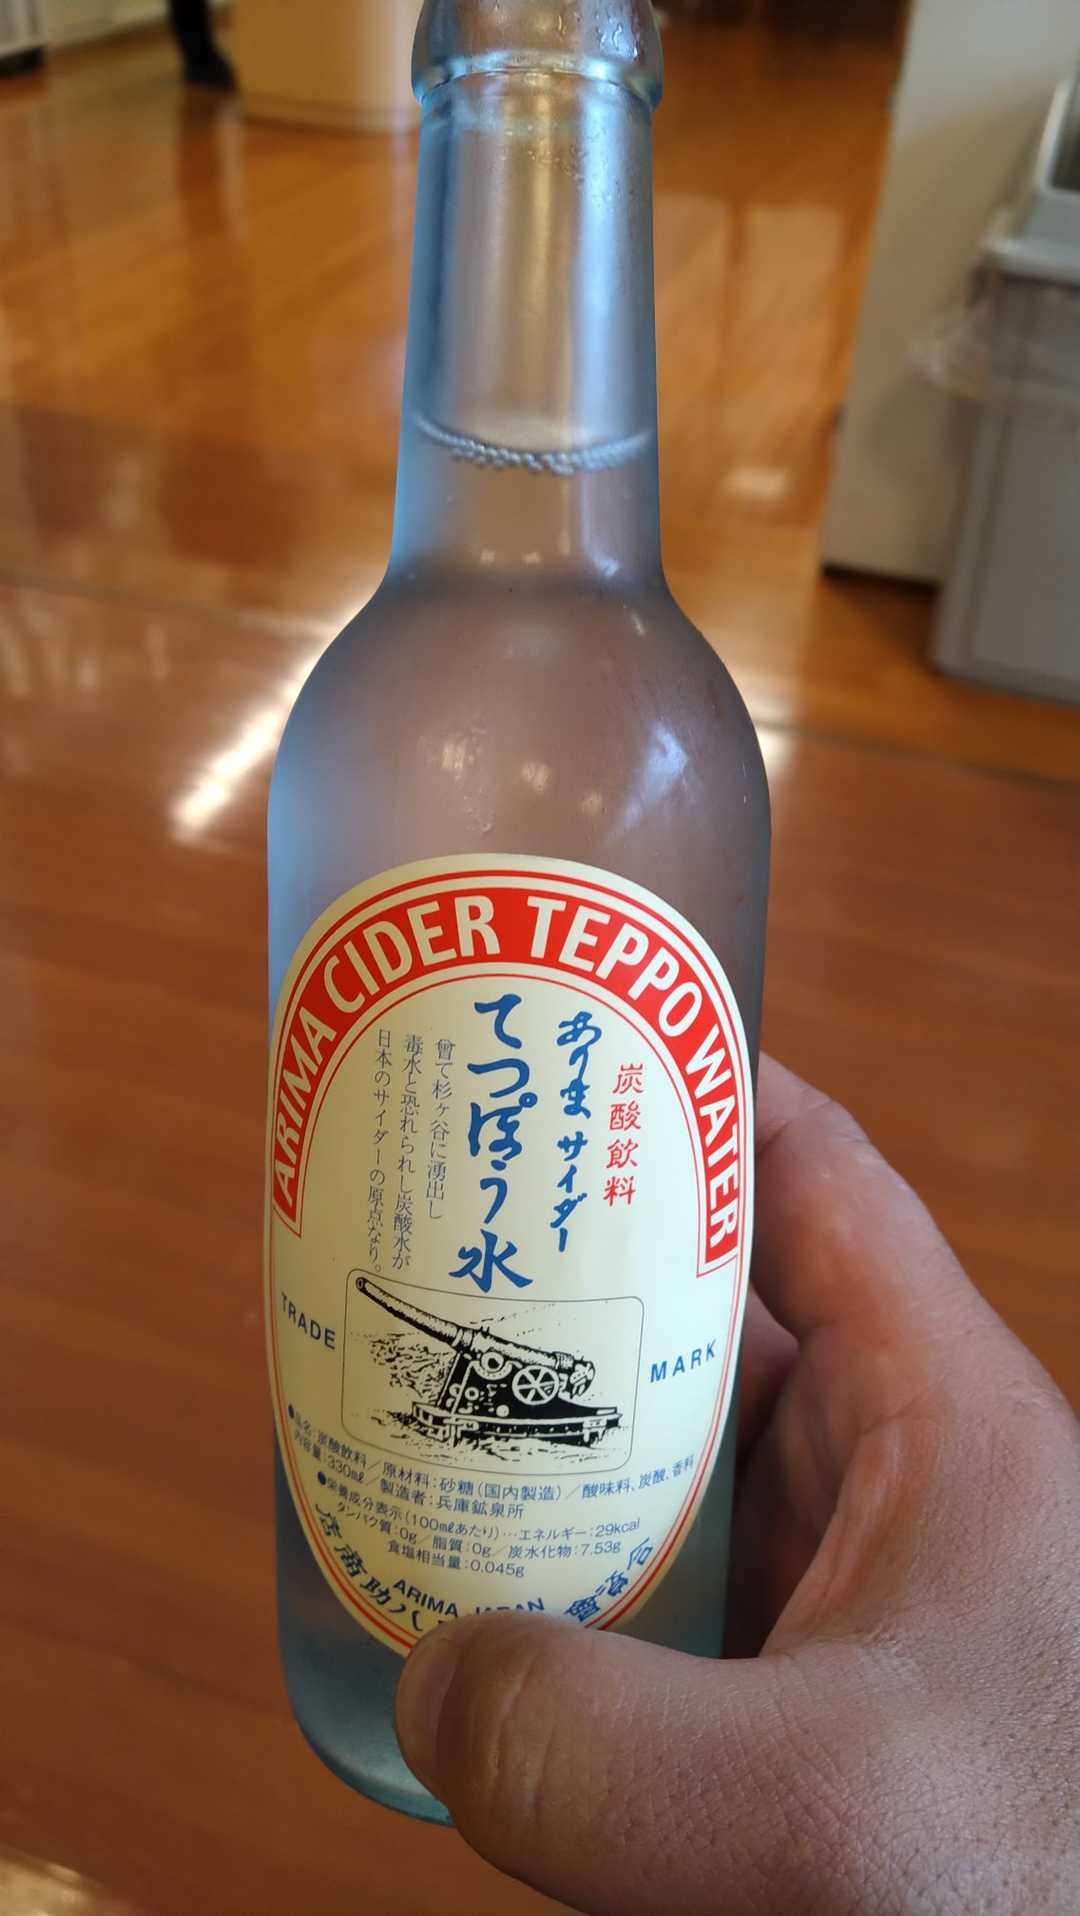 ARIMA CIDER TEPPO WATER
炭酸飲料
ありま サイダー
てっぽう水
曾て杉ヶ谷に湧出し
毒水と恐れられし炭酸水が
日本のサイダーの原点なり。
TRADE
MARK
●品名:炭酸飲料/原材料:砂糖(国内製造)/酸味料、炭酸、香料
内容量:330mℓ/製造者:兵庫鉱泉所
●栄養成分表示(100mℓあたり)…エネルギー:29kcal
タンパク質:0g/脂質:0g/炭水化物:7.53g
食塩相当量:0.045g
ARIMA JAPAN